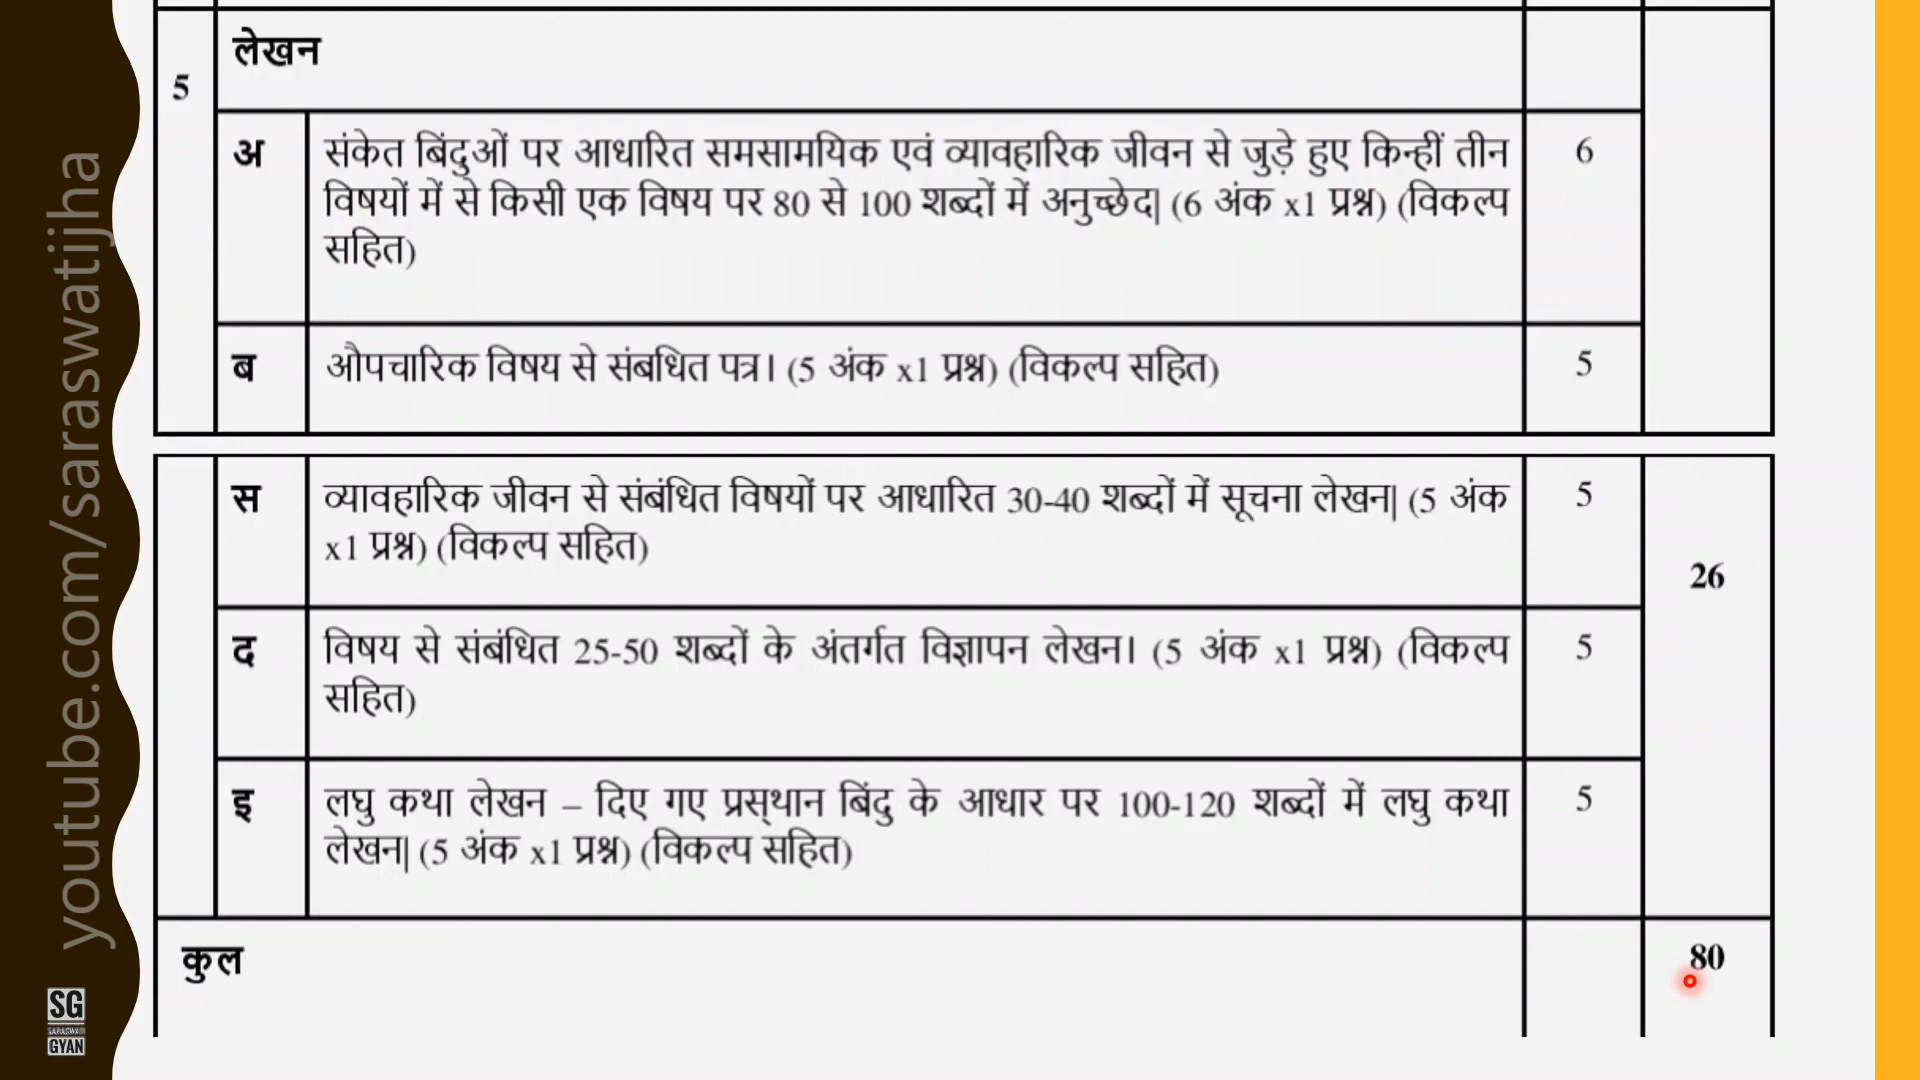 youtube.com/saraswatijha
5
लेखन
अ
संकेत बिंदुओं पर आधारित समसामयिक एवं व्यावहारिक जीवन से जुड़े हुए किन्हीं तीन
विषयों में से किसी एक विषय पर 80 से 100 शब्दों में अनुच्छेद| (6 अंक x1 प्रश्न) (विकल्प
सहित)
6
ब
औपचारिक विषय से संबधित पत्र। (5 अंक x1 प्रश्न) (विकल्प सहित)
5
स
व्यावहारिक जीवन से संबंधित विषयों पर आधारित 30-40 शब्दों में सूचना लेखन| (5 अंक
x1 प्रश्न) (विकल्प सहित)
5
26
द
विषय से संबंधित 25-50 शब्दों के अंतर्गत विज्ञापन लेखन। (5 अंक x1 प्रश्न) (विकल्प
सहित)
5
इ
लघु कथा लेखन – दिए गए प्रस्थान बिंदु के आधार पर 100-120 शब्दों में लघु कथा
लेखन| (5 अंक x1 प्रश्न) (विकल्प सहित)
5
कुल
80
SG
SARASWATI
GYAN